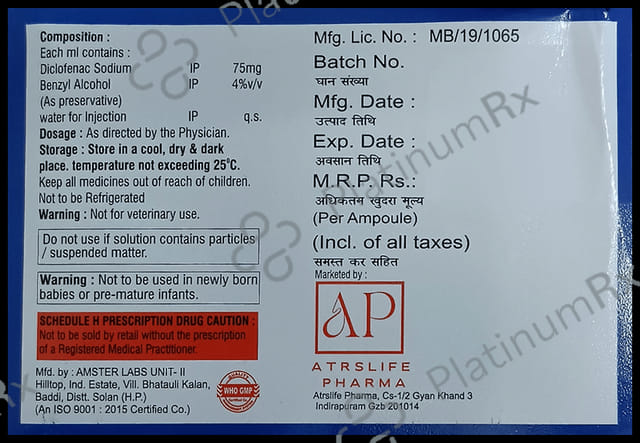 Composition :
Each ml contains :
Diclofenac Sodium IP 75mg
Benzyl Alcohol IP 4%v/v
(As preservative)
water for Injection IP q.s.
Dosage : As directed by the Physician.
Storage : Store in a cool, dry & dark
place. temperature not exceeding 25°C.
Keep all medicines out of reach of children.
Not to be Refrigerated
Warning : Not for veterinary use.
Do not use if solution contains particles
/ suspended matter.
Warning : Not to be used in newly born
babies or pre-mature infants.
SCHEDULE H PRESCRIPTION DRUG CAUTION :
Not to be sold by retail without the prescription
of a Registered Medical Practitioner.
Mfd. by : AMSTER LABS UNIT- II
Hilltop, Ind. Estate, Vill. Bhatauli Kalan,
Baddi, Distt. Solan (H.P.)
(An ISO 9001 : 2015 Certified Co.)
WHO GMP
Mfg. Lic. No. : MB/19/1065
Batch No.
घान संख्या
Mfg. Date :
उत्पाद तिथि
Exp. Date :
अवसान तिथि
M.R.P. Rs.:
अधिकतम खुदरा मूल्य
(Per Ampoule)
(Incl. of all taxes)
समस्त कर सहित
Marketed by :
AP
ATRSLIFE
PHARMA
Atrslife Pharma, Cs-1/2 Gyan Khand 3
Indirapuram Gzb 201014
PlatinumRx
PlatinumRx
PlatinumRx